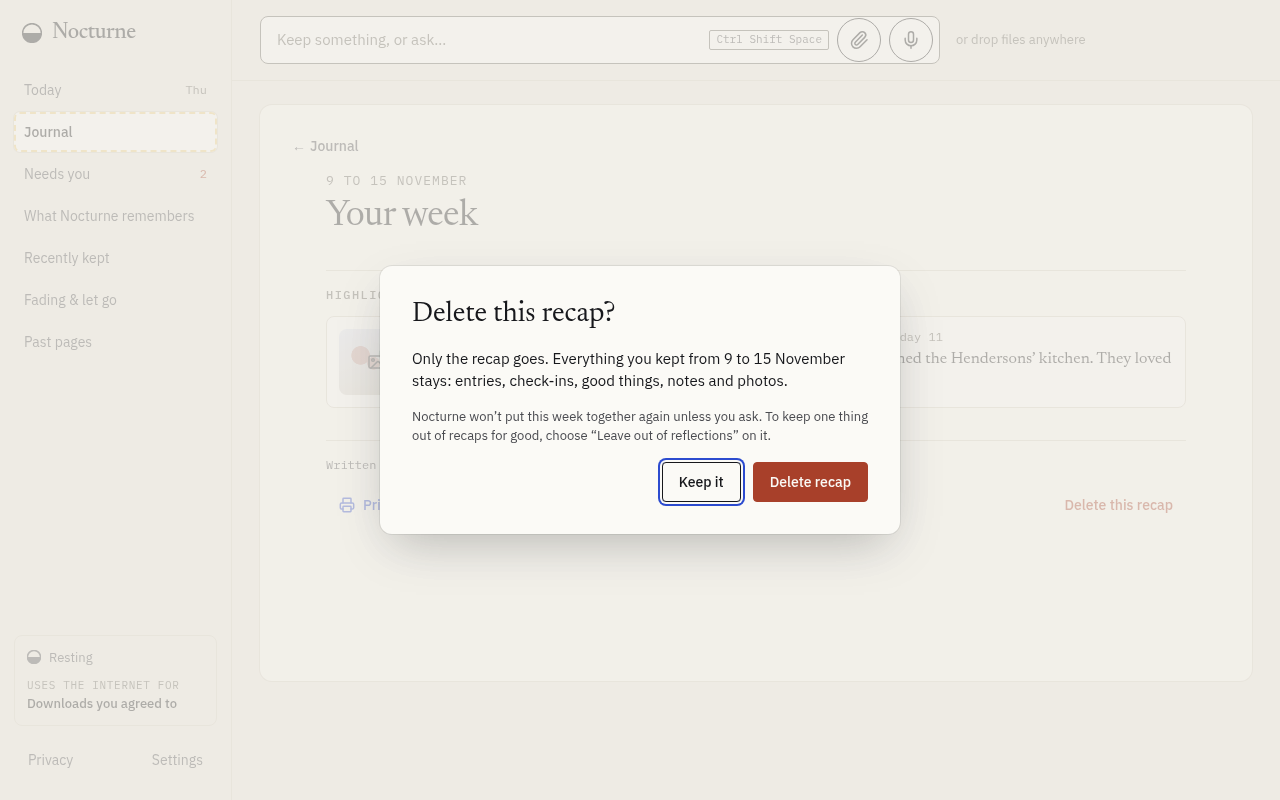 Nocturne
Keep something, or ask...
Ctrl Shift Space
or drop files anywhere
Today
Thu
Journal
Needs you
2
What Nocturne remembers
Recently kept
Fading & let go
Past pages
← Journal
9 TO 15 NOVEMBER
Your week
Delete this recap?
Only the recap goes. Everything you kept from 9 to 15 November
stays: entries, check-ins, good things, notes and photos.
Nocturne won’t put this week together again unless you ask. To keep one thing
out of recaps for good, choose “Leave out of reflections” on it.
Keep it
Delete recap
11
the Hendersons’ kitchen. They loved
Written
Delete this recap
Resting
USES THE INTERNET FOR
Downloads you agreed to
Privacy
Settings